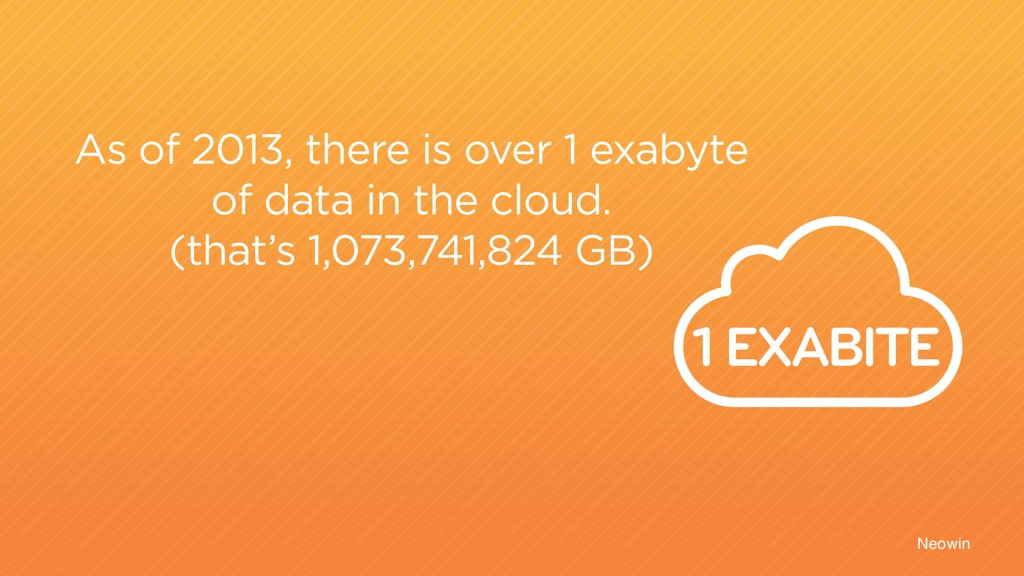 As of 2013, there is over 1 exabyte
of data in the cloud.
(that’s 1,073,741,824 GB)
1 EXABITE
Neowin